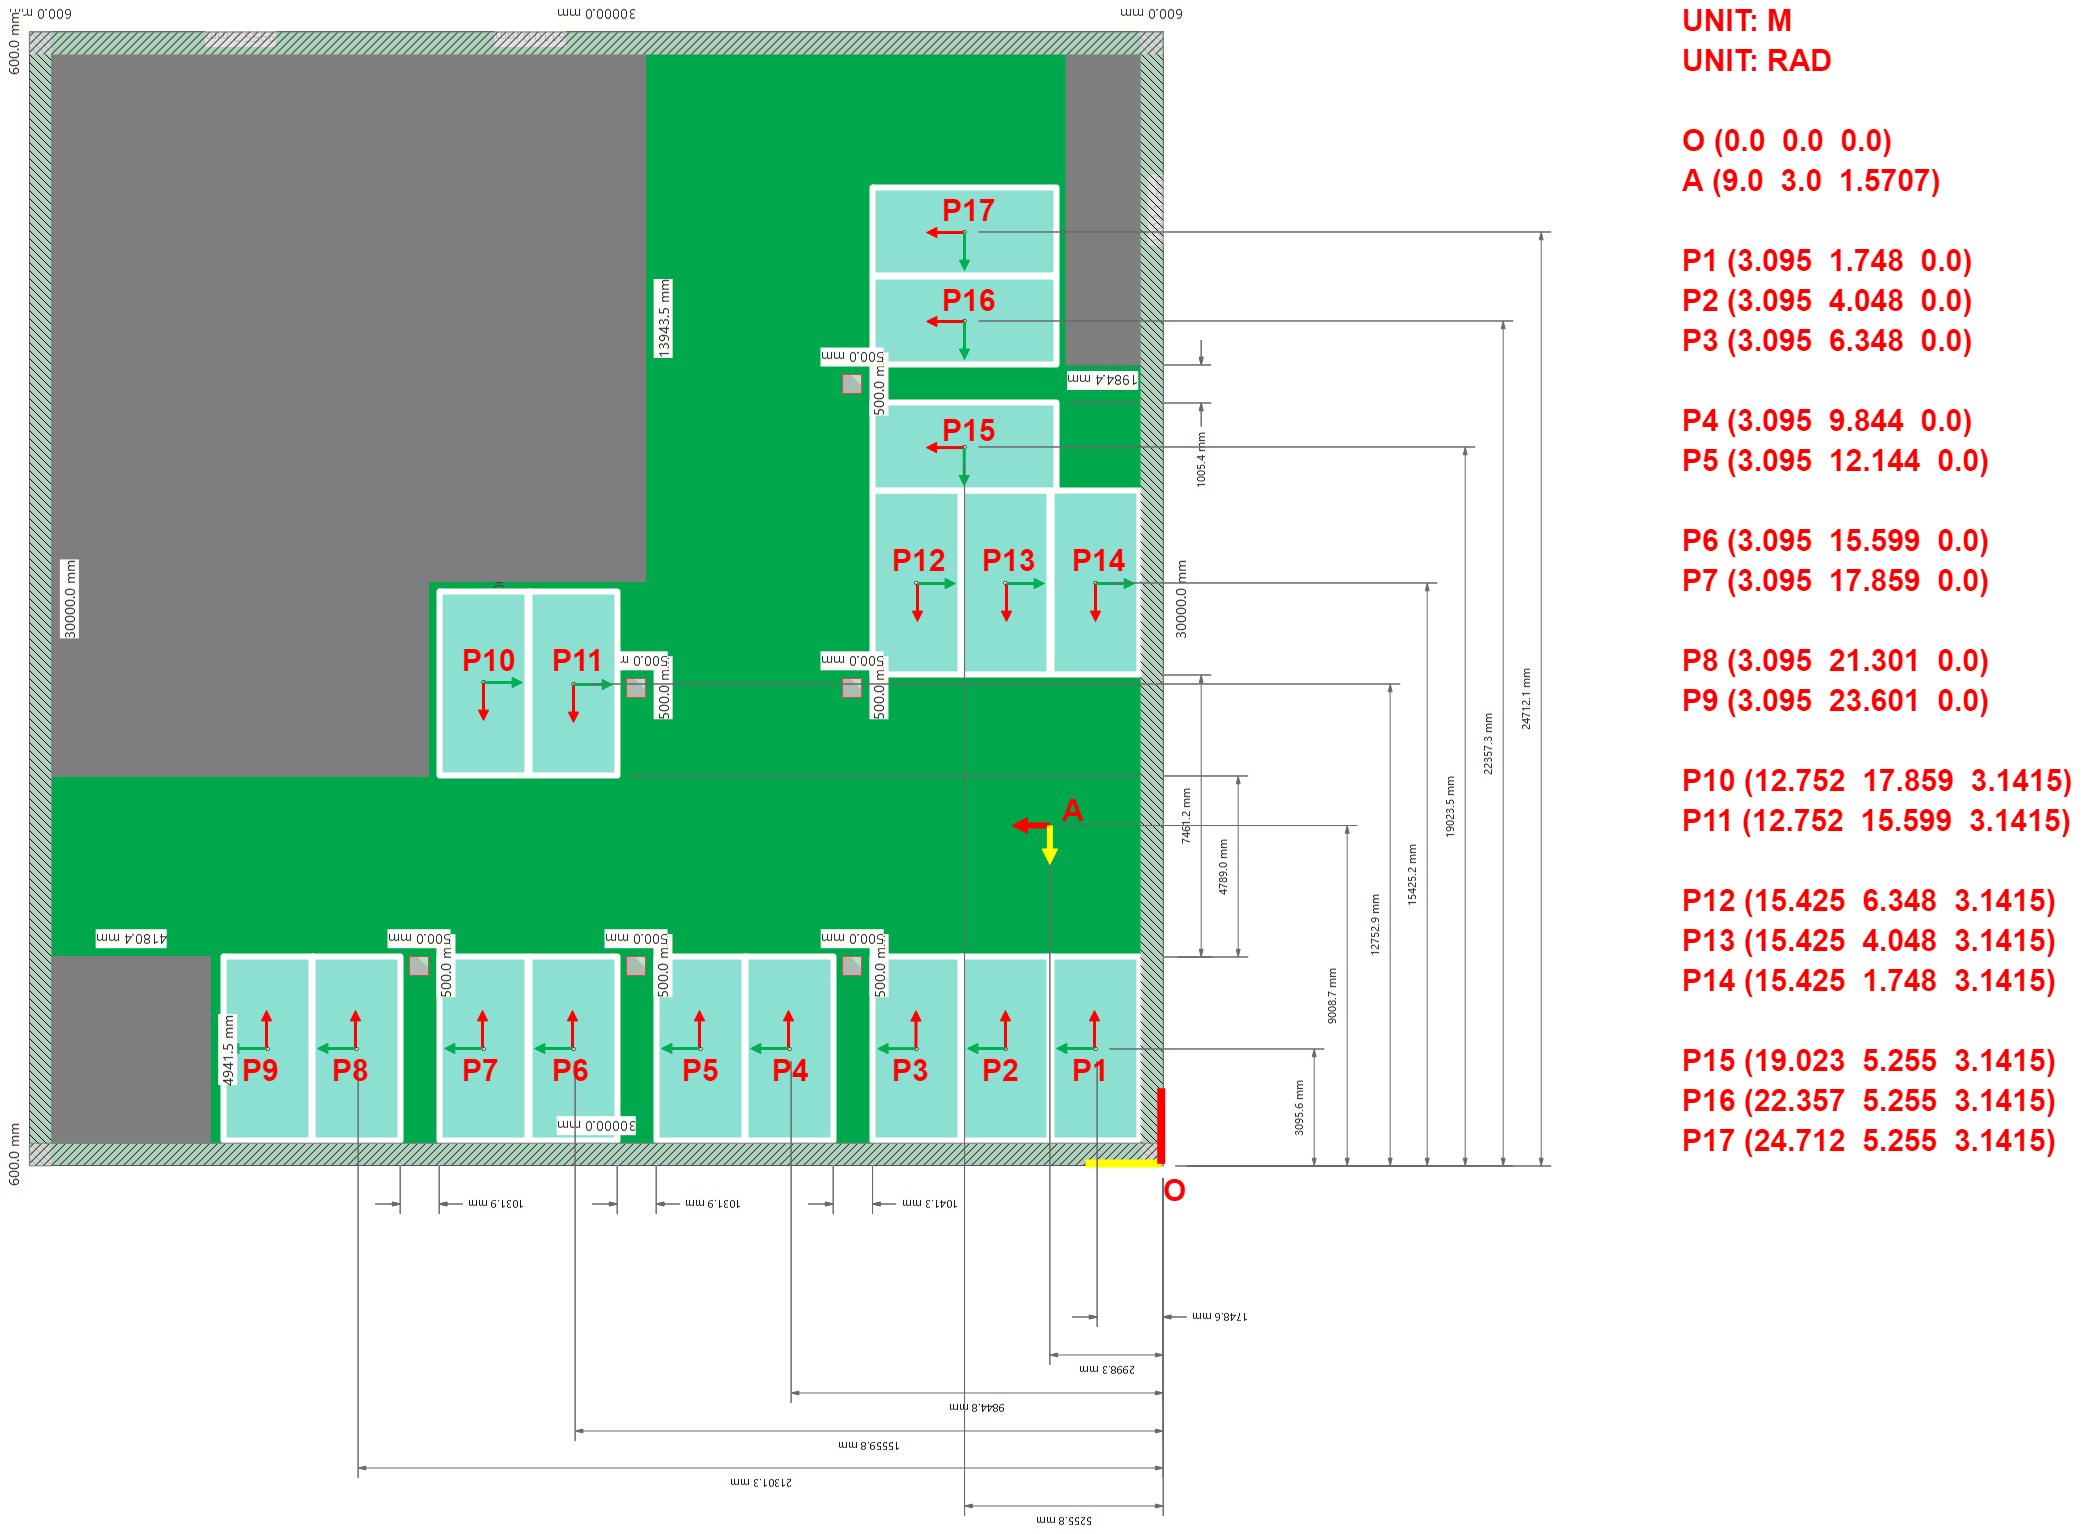 600.0 mm
30000.0 mm
600.0 mm
600.0 mm
UNIT: M
UNIT: RAD
O (0.0 0.0 0.0)
A (9.0 3.0 1.5707)
P1 (3.095 1.748 0.0)
P2 (3.095 4.048 0.0)
P3 (3.095 6.348 0.0)
P4 (3.095 9.844 0.0)
P5 (3.095 12.144 0.0)
P6 (3.095 15.599 0.0)
P7 (3.095 17.859 0.0)
P8 (3.095 21.301 0.0)
P9 (3.095 23.601 0.0)
P10 (12.752 17.859 3.1415)
P11 (12.752 15.599 3.1415)
P12 (15.425 6.348 3.1415)
P13 (15.425 4.048 3.1415)
P14 (15.425 1.748 3.1415)
P15 (19.023 5.255 3.1415)
P16 (22.357 5.255 3.1415)
P17 (24.712 5.255 3.1415)
P17
P16
13943.5 mm
500.0 mm
500.0 m
1984.4 mm
P15
1005.4 mm
P12
P13
P14
30000.0 mm
30000.0 mm
P10
P11
500.0 m
500.0 m
500.0 mm
500.0 m
24712.1 mm
22357.3 mm
19023.5 mm
15425.2 mm
12752.9 mm
9008.7 mm
7461.2 mm
4789.0 mm
3095.6 mm
A
4180.4 mm
500.0 mm
500.0 m
500.0 mm
500.0 m
500.0 mm
500.0 m
4941.5 mm
P9
P8
P7
P6
P5
P4
P3
P2
P1
30000.0 mm
600.0 mm
O
1031.9 mm
1031.9 mm
1041.3 mm
1748.6 mm
2998.3 mm
9844.8 mm
15559.8 mm
21301.3 mm
5255.8 mm